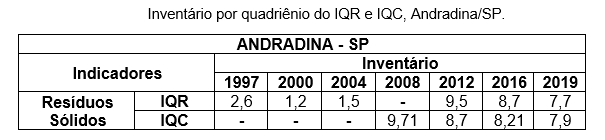 Inventário por quadriênio do IQR e IQC, Andradina/SP.
ANDRADINA - SP
Indicadores Inventário
1997 2000 2004 2008 2012 2016 2019
Resíduos Sólidos IQR 2,6 1,2 1,5 - 9,5 8,7 7,7
IQC - - - 9,71 8,7 8,21 7,9